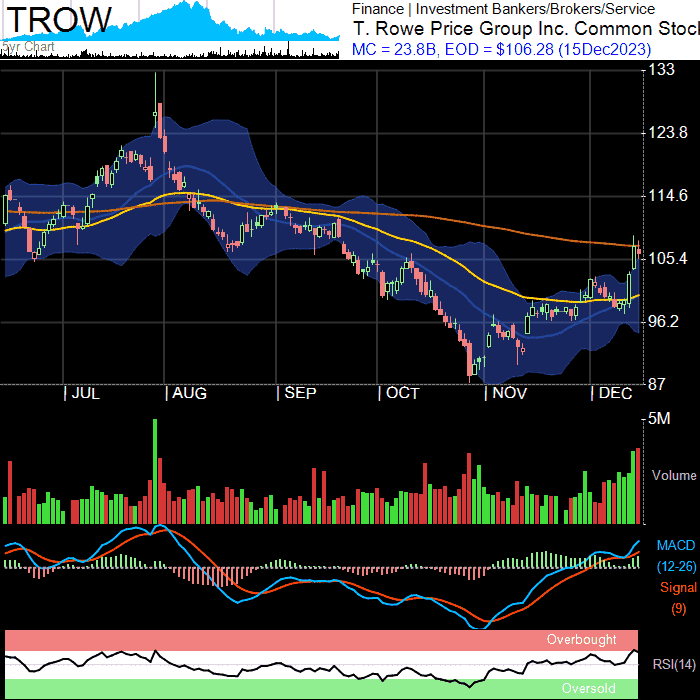 TROW
5yr Chart
Finance | Investment Bankers/Brokers/Service
T. Rowe Price Group Inc. Common Stoc
MC = 23.8B, EOD = $106.28 (15Dec2023)
133
123.8
114.6
105.4
96.2
87
| JUL | AUG | SEP | OCT | NOV | DEC
5M
Volume
MACD
(12-26)
Signal
(9)
Overbought
RSI(14)
Oversold